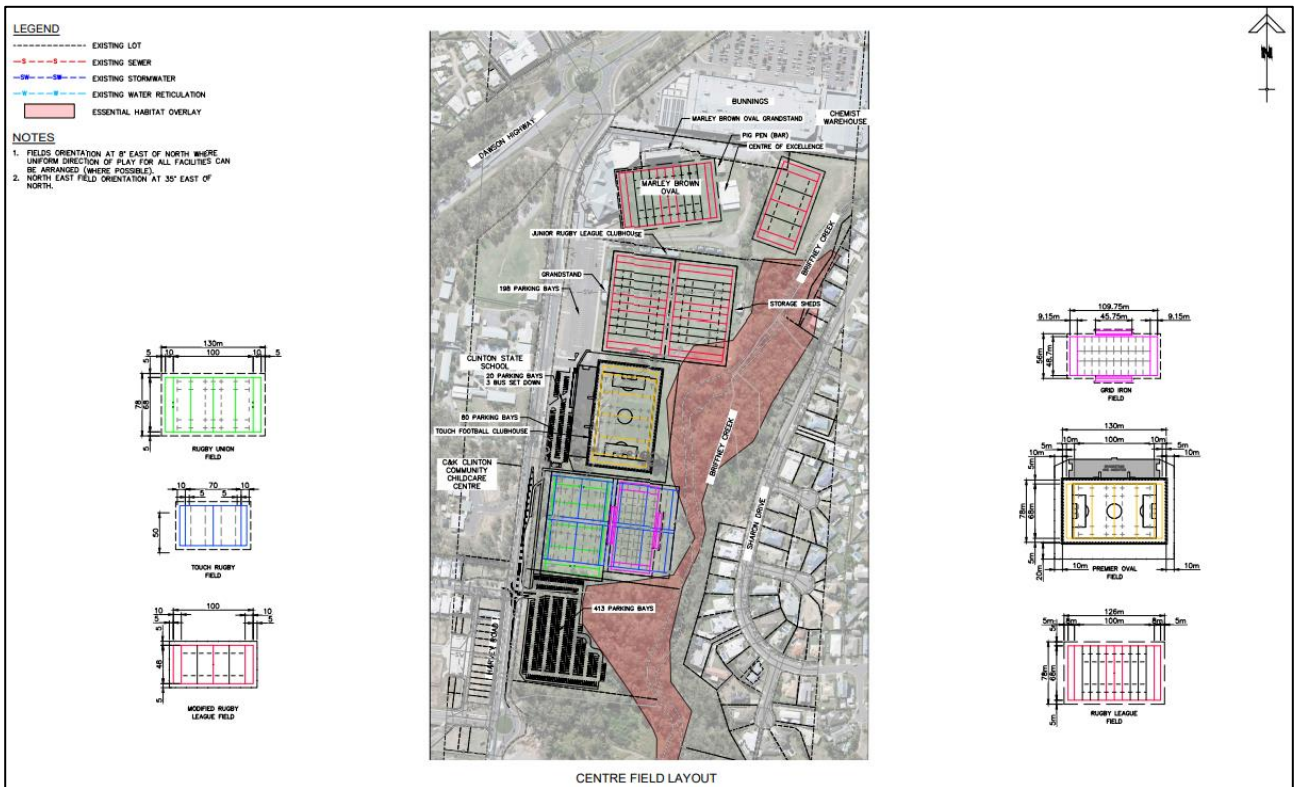 LEGEND
EXISTING LOT
S S EXISTING SEWER
SW SW EXISTING STORMWATER
W W EXISTING WATER RETICULATION
ESSENTIAL HABITAT OVERLAY
NOTES
1. FIELDS ORIENTATION AT 8° EAST OF NORTH WHERE
UNIFORM DIRECTION OF PLAY FOR ALL FACILITIES CAN
BE ARRANGED (WHERE POSSIBLE).
2. NORTH EAST FIELD ORIENTATION AT 35° EAST OF
NORTH.
N
DAWSON HIGHWAY
BUNNINGS
CHEMIST
WAREHOUSE
MARLEY BROWN OVAL GRANDSTAND
PIG PEN (BAR)
CENTRE OF EXCELLENCE
MARLEY BROWN
OVAL
JUNIOR RUGBY LEAGUE CLUBHOUSE
BRIFFNEY CREEK
GRANDSTAND
198 PARKING BAYS
STORAGE SHEDS
CLINTON STATE
SCHOOL
20 PARKING BAYS
3 BUS SET DOWN
80 PARKING BAYS
TOUCH FOOTBALL CLUBHOUSE
C&K CLINTON
COMMUNITY
CHILDCARE
CENTRE
BRIFFNEY CREEK
SHARON DRIVE
413 PARKING BAYS
HARVEY ROAD
130m
5 10 100 10 5
5
78
68
5
RUGBY UNION
FIELD
10 70 10
5 5
50
TOUCH RUGBY
FIELD
100
10 10
5 5
5
48
5
MODIFIED RUGBY
LEAGUE FIELD
109.75m
9.15m 45.75m 9.15m
56m
48.7m
GRID IRON
FIELD
130m
5m 10m 100m 10m 5m
10m 10m
5m
78m
68m
5m
20m
10m 10m
PREMIER OVAL
FIELD
126m
5m 8m 100m 8m 5m
5m
78m
68m
5m
RUGBY LEAGUE
FIELD
CENTRE FIELD LAYOUT